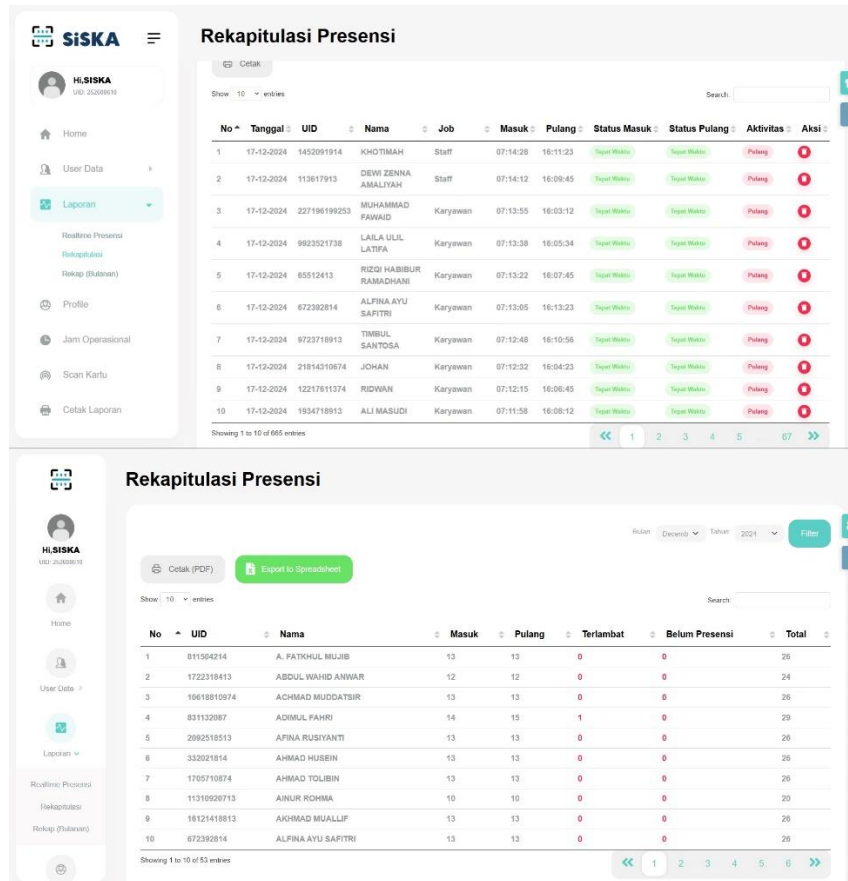 SiSKA
Rekapitulasi Presensi
Hi,SISKA
UID: 252080010
Home
User Data
Laporan
Realtime Presensi
Rekapitulasi
Rekap (Bulanan)
Profile
Jam Operasional
Scan Kartu
Cetak Laporan
Cetak
Show 10 entries
Search:
No Tanggal UID Nama Job Masuk Pulang Status Masuk Status Pulang Aktivitas Aksi
1 17-12-2024 1452091914 KHOTIMAH Staff 07:14:28 16:11:23 Tepat Waktu Tepat Waktu Pulang
2 17-12-2024 113617913 DEWI ZENNA AMALIYAH Staff 07:14:12 16:09:45 Tepat Waktu Tepat Waktu Pulang
3 17-12-2024 227196199253 MUHAMMAD FAWAID Karyawan 07:13:55 16:03:12 Tepat Waktu Tepat Waktu Pulang
4 17-12-2024 9923521738 LAILA ULIL LATIFA Karyawan 07:13:38 16:05:34 Tepat Waktu Tepat Waktu Pulang
5 17-12-2024 65512413 RIZQI HABIBUR RAMADHANI Karyawan 07:13:22 16:07:45 Tepat Waktu Tepat Waktu Pulang
6 17-12-2024 672392814 ALFINA AYU SAFITRI Karyawan 07:13:05 16:13:23 Tepat Waktu Tepat Waktu Pulang
7 17-12-2024 9723718913 TIMBUL SANTOSA Karyawan 07:12:48 16:10:56 Tepat Waktu Tepat Waktu Pulang
8 17-12-2024 21814310674 JOHAN Karyawan 07:12:32 16:04:23 Tepat Waktu Tepat Waktu Pulang
9 17-12-2024 12217611374 RIDWAN Karyawan 07:12:15 16:06:45 Tepat Waktu Tepat Waktu Pulang
10 17-12-2024 1934718913 ALI MASUDI Karyawan 07:11:58 16:08:12 Tepat Waktu Tepat Waktu Pulang
Showing 1 to 10 of 665 entries
1 2 3 4 5 67
Rekapitulasi Presensi
Hi,SISKA
Home
User Data
Laporan
Realtime Presensi
Rekapitulasi
Rekap (Bulanan)
Bulan Decemb Tahun 2024 Filter
Cetak (PDF) Export to Spreadsheet
Show 10 entries
Search:
No UID Nama Masuk Pulang Terlambat Belum Presensi Total
1 811504214 A. FATKHUL MUJIB 13 13 0 0 26
2 1722318413 ABDUL WAHID ANWAR 12 12 0 0 24
3 10618810974 ACHMAD MUDDATSIR 13 13 0 0 26
4 831132067 ADIMUL FAHRI 14 15 1 0 29
5 2092518513 AFINA RUSIYANTI 13 13 0 0 26
6 332021814 AHMAD HUSEIN 13 13 0 0 26
7 1705710874 AHMAD TOLIBIN 13 13 0 0 26
8 11310920713 AINUR ROHMA 10 10 0 0 20
9 16121418813 AKHMAD MUALLIF 13 13 0 0 26
10 672392814 ALFINA AYU SAFITRI 13 13 0 0 26
Showing 1 to 10 of 53 entries
1 2 3 4 5 6